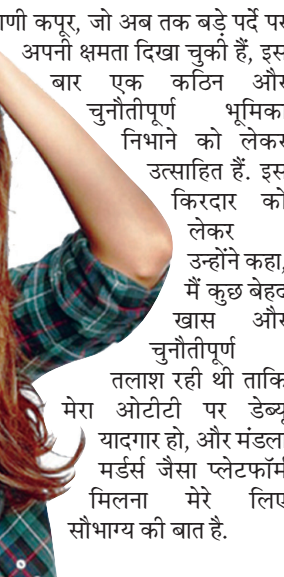 णी कपूर, जो अब तक बड़े पर्दे पर
अपनी क्षमता दिखा चुकी हैं, इस
बार एक कठिन और
चुनौतीपूर्ण भूमिका
निभाने को लेकर
उत्साहित हैं. इस
किरदार को
लेकर
उन्होंने कहा,
मैं कुछ बेहद
खास और
चुनौतीपूर्ण
तलाश रही थी ताकि
मेरा ओटीटी पर डेब्यू
यादगार हो, और मंडला
मर्डर्स जैसा प्लेटफॉर्म
मिलना मेरे लिए
सौभाग्य की बात है.